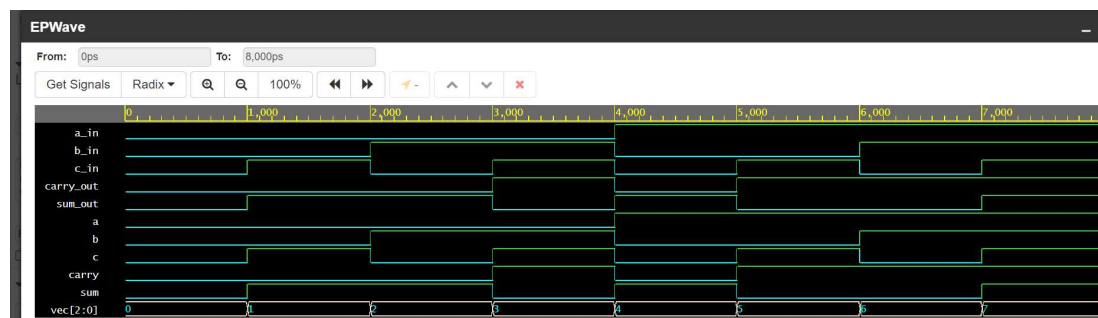 EPWave
From: 0ps To: 8,000ps
Get Signals Radix 100% -
0 1,000 2,000 3,000 4,000 5,000 6,000 7,000
a_in
b_in
c_in
carry_out
sum_out
a
b
c
carry
sum
vec[2:0] 0 1 2 3 4 5 6 7